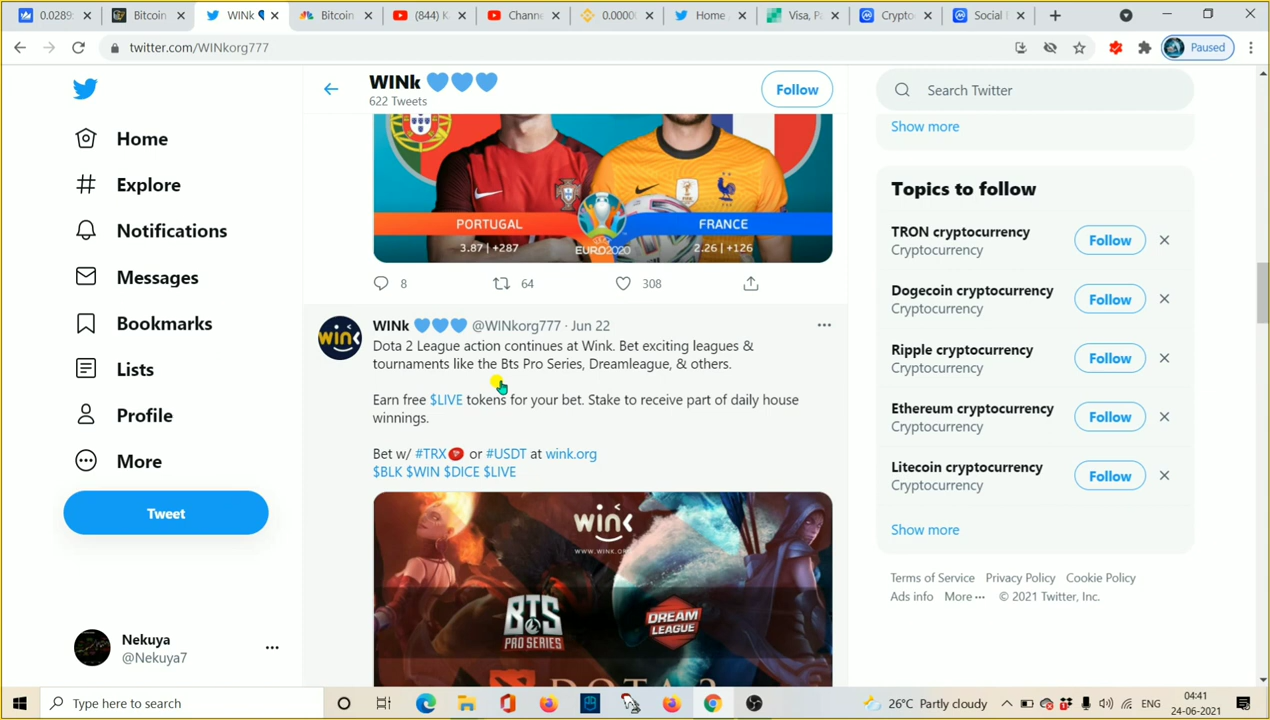 0.0289
Bitcoin
WINk
Bitcoin
(844) K
Channe
0.0000
Home
Visa, Pa
Crypto
Social
twitter.com/WINkorg777
Paused
WINk 💙💙💙
622 Tweets
Follow
Search Twitter
Show more
Home
Explore
Notifications
Messages
Bookmarks
Lists
Profile
More
Tweet
Nekuya
@Nekuya7
PORTUGAL
3.87 | +287
FRANCE
2.26 | +126
EURO2020
8
64
308
WINk 💙💙💙 @WINkorg777 · Jun 22
Dota 2 League action continues at Wink. Bet exciting leagues &
tournaments like the Bts Pro Series, Dreamleague, & others.
Earn free $LIVE tokens for your bet. Stake to receive part of daily house
winnings.
Bet w/ #TRX or #USDT at wink.org
$BLK $WIN $DICE $LIVE
wink
WWW.WINK.ORG
BTS
PRO SERIES
DREAM
LEAGUE
DOTA 2
Topics to follow
TRON cryptocurrency
Cryptocurrency
Follow
Dogecoin cryptocurrency
Cryptocurrency
Follow
Ripple cryptocurrency
Cryptocurrency
Follow
Ethereum cryptocurrency
Cryptocurrency
Follow
Litecoin cryptocurrency
Cryptocurrency
Follow
Show more
Terms of Service Privacy Policy Cookie Policy
Ads info More ··· © 2021 Twitter, Inc.
Type here to search
26°C Partly cloudy
ENG
04:41
24-06-2021